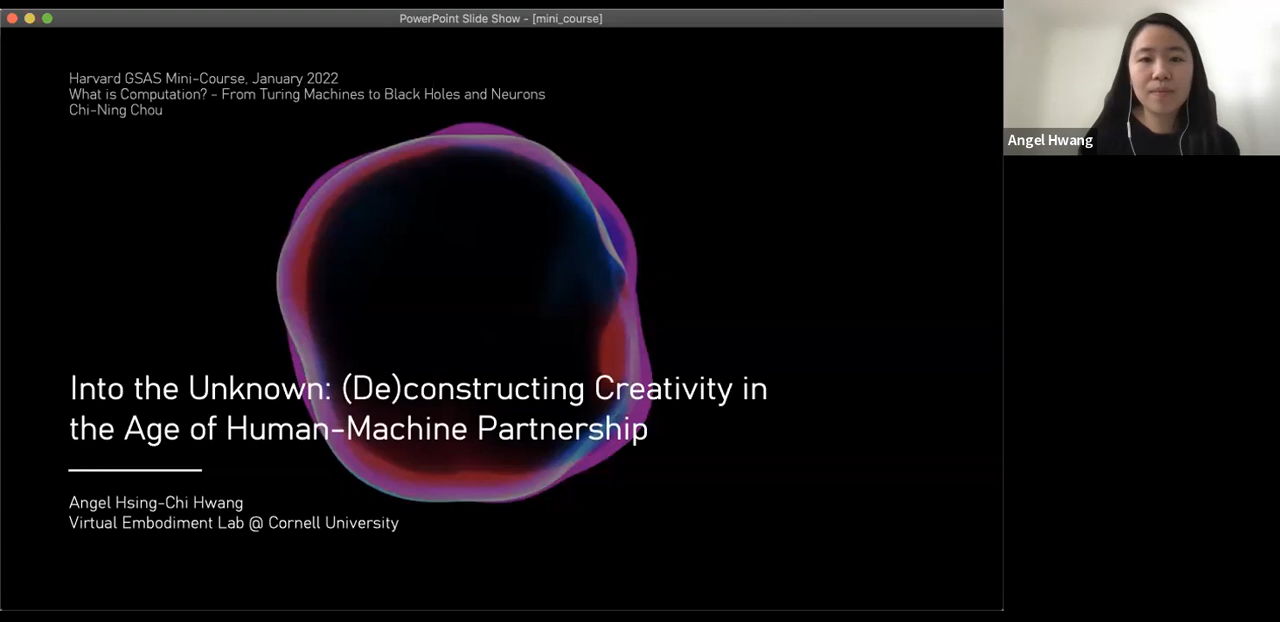 PowerPoint Slide Show - [mini_course]
Harvard GSAS Mini-Course, January 2022
What is Computation? - From Turing Machines to Black Holes and Neurons
Chi-Ning Chou
Into the Unknown: (De)constructing Creativity in
the Age of Human-Machine Partnership
Angel Hsing-Chi Hwang
Virtual Embodiment Lab @ Cornell University
Angel Hwang